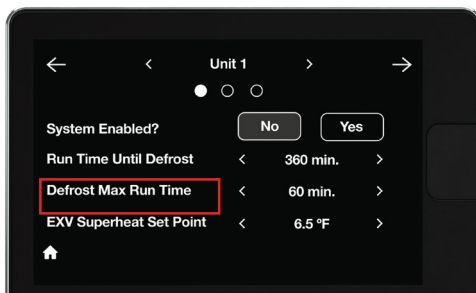 ← < Unit 1 > →
System Enabled? No Yes
Run Time Until Defrost < 360 min. >
Defrost Max Run Time < 60 min. >
EXV Superheat Set Point < 6.5 ºF >